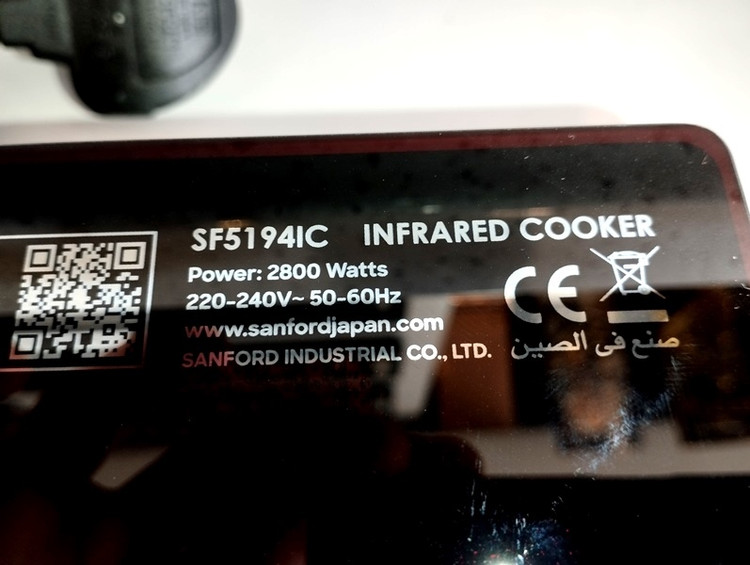 SF5194IC INFRARED COOKER
Power: 2800 Watts
220-240V~ 50-60Hz
www.sanfordjapan.com
SANFORD INDUSTRIAL CO., LTD.
CE
صنع فى الصين